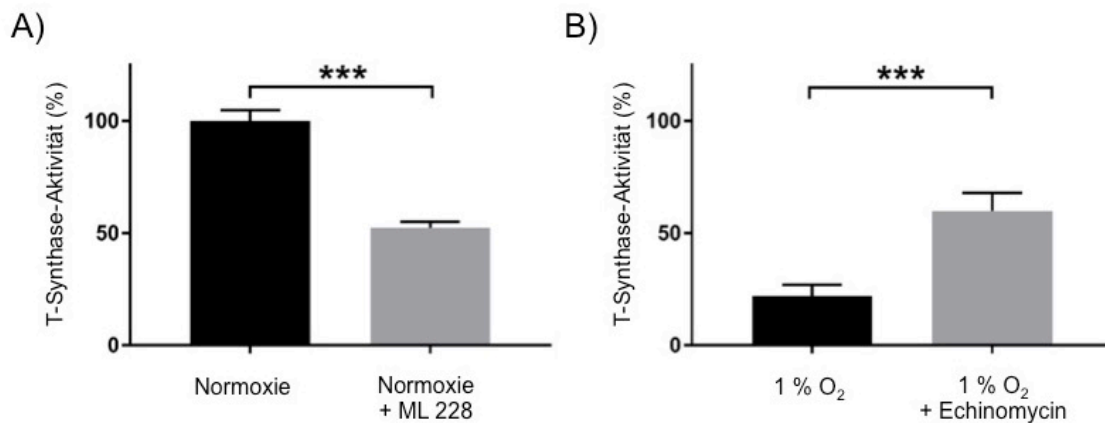 A)
T-Synthase-Aktivität (%)
100
50
0
***
Normoxie
Normoxie
+ ML 228
B)
T-Synthase-Aktivität (%)
100
50
0
***
1 % O₂
1 % O₂
+ Echinomycin